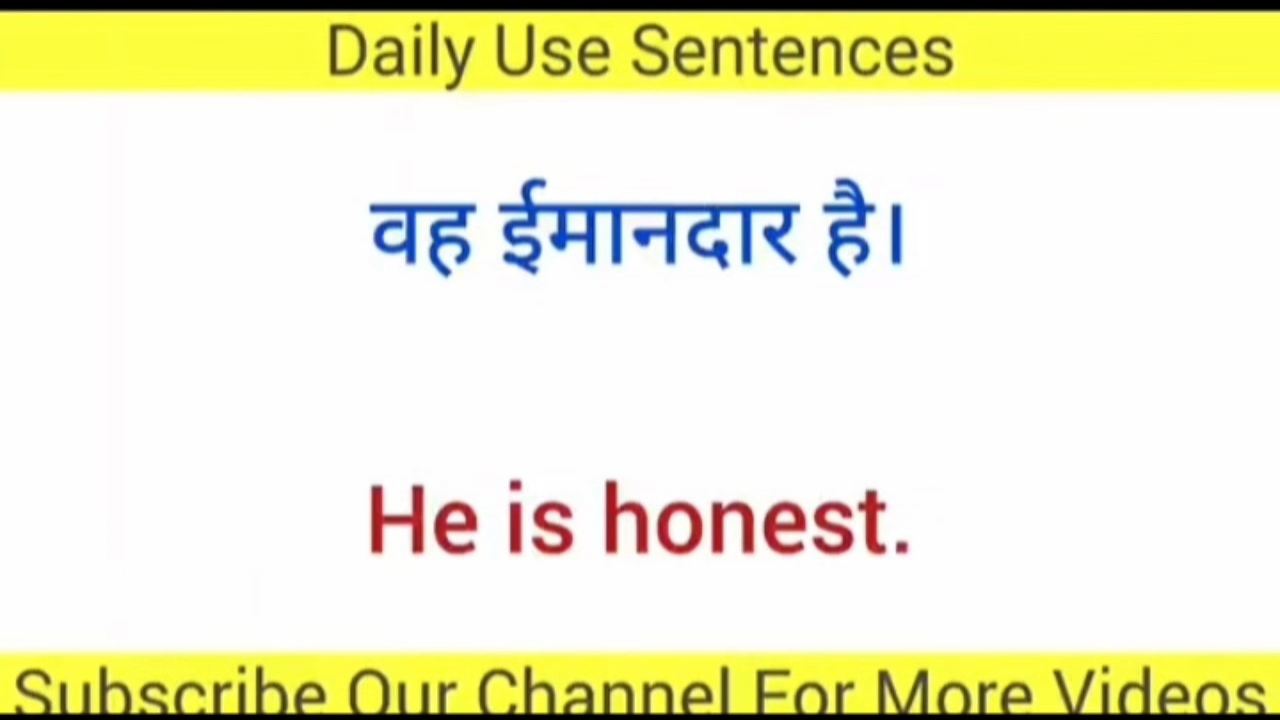 Daily Use Sentences
वह ईमानदार है।
He is honest.
Subscribe Our Channel For More Videos